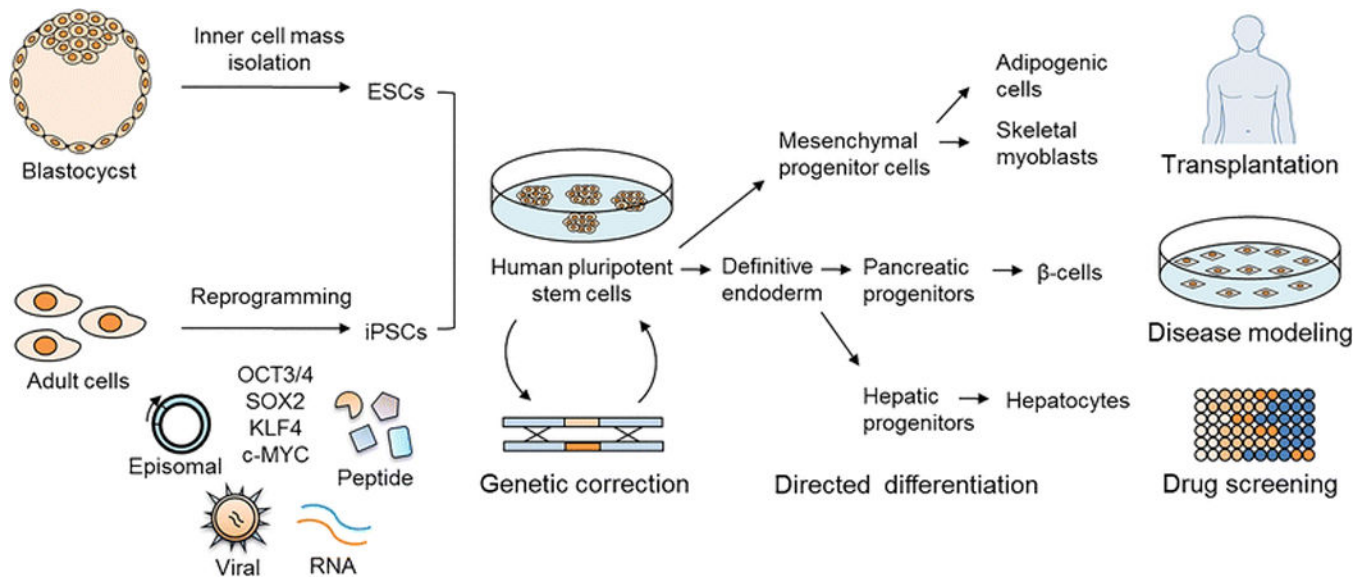 Inner cell mass
isolation
ESCs
Blastocycst
Reprogramming
iPSCs
Adult cells
OCT3/4
SOX2
KLF4
c-MYC
Episomal
Peptide
Viral
RNA
Human pluripotent
stem cells
Genetic correction
Mesenchymal
progenitor cells
Adipogenic
cells
Skeletal
myoblasts
Definitive
endoderm
Pancreatic
progenitors
β-cells
Hepatic
progenitors
Hepatocytes
Directed differentiation
Transplantation
Disease modeling
Drug screening